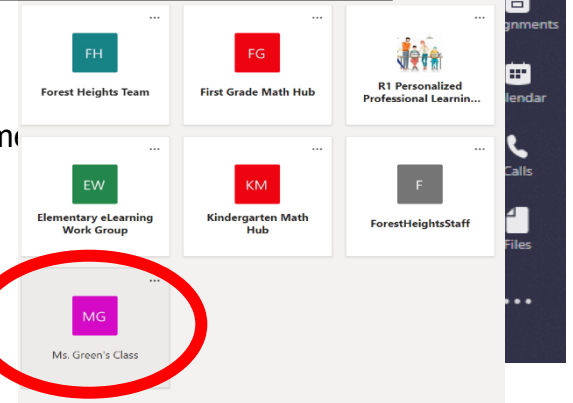 FH
Forest Heights Team
...
FG
First Grade Math Hub
...
R1 Personalized
Professional Learnin...
...
EW
Elementary eLearning
Work Group
...
KM
Kindergarten Math
Hub
...
F
ForestHeightsStaff
...
MG
Ms. Green's Class
...
gnments
lendar
Calls
Files
...